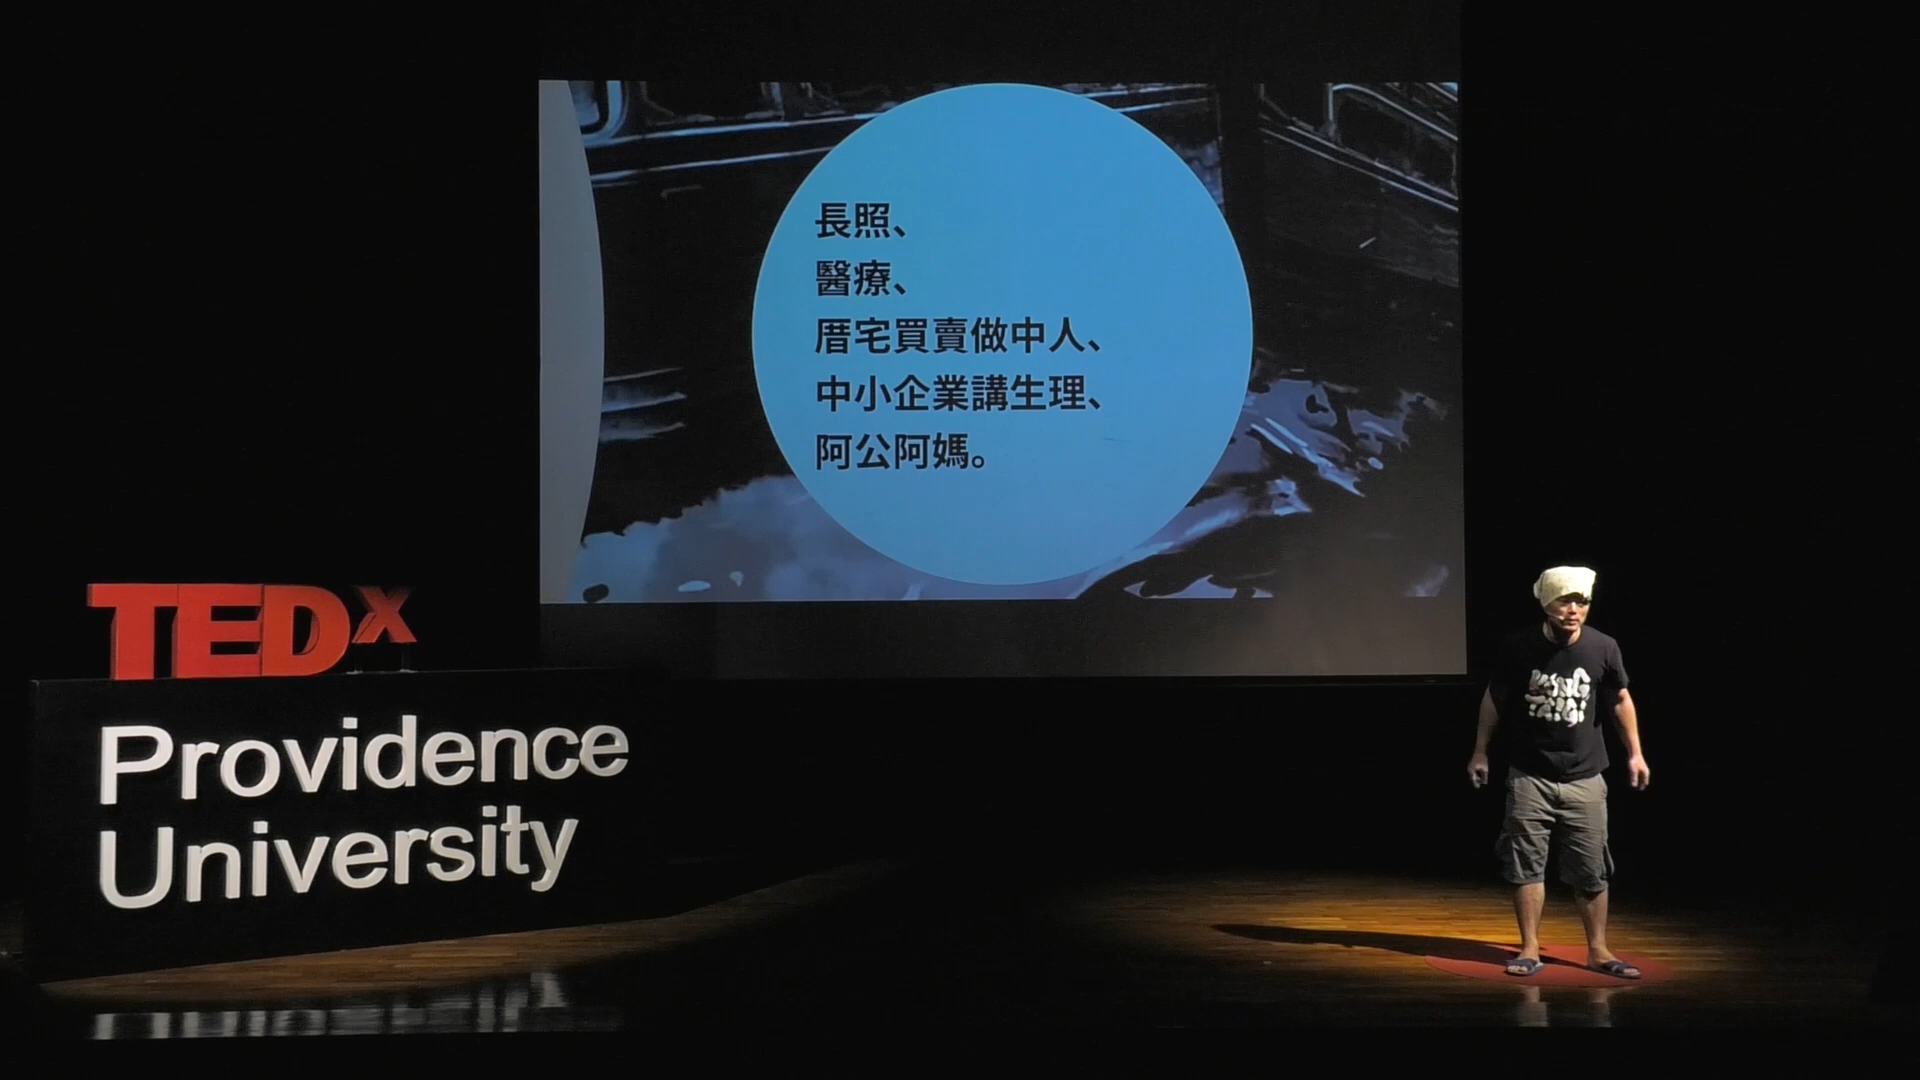 長照、
醫療、
厝宅買賣做中人、
中小企業講生理、
阿公阿媽。
TEDx
Providence
University